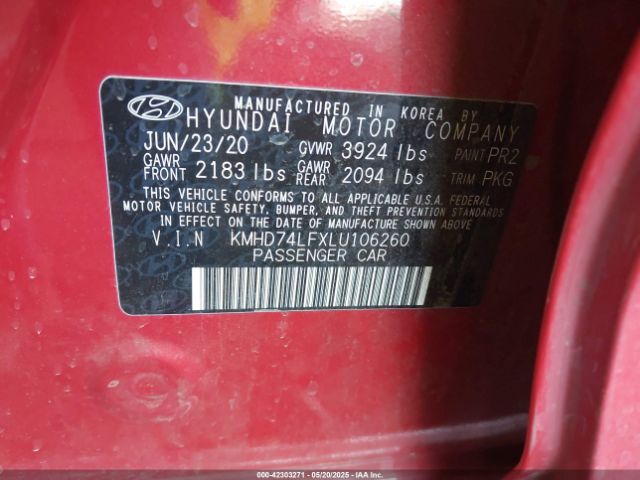 MANUFACTURED IN KOREA BY
HYUNDAI MOTOR COMPANY
JUN/23/20 GVWR 3924 lbs PAINT PR2
GAWR FRONT 2183 lbs GAWR REAR 2094 lbs TRIM PKG
THIS VEHICLE CONFORMS TO ALL APPLICABLE U.S.A. FEDERAL
MOTOR VEHICLE SAFETY, BUMPER, AND THEFT PREVENTION STANDARDS
IN EFFECT ON THE DATE OF MANUFACTURE SHOWN ABOVE
V.I.N KMHD74LFXLU106260
PASSENGER CAR
000-42303271 - 05/20/2025 - IAAI.COM